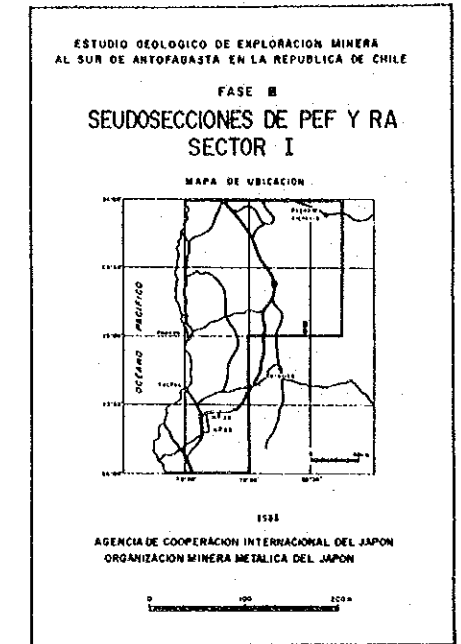 ESTUDIO GEOLOGICO DE EXPLORACION MINERA
AL SUR DE ANTOFAGASTA EN LA REPUBLICA DE CHILE
FASE
SEUDOSECCIONES DE PEF Y RA
SECTOR I
MAPA DE UBICACION
OCEANO PACIFICO
AGENCIA DE COOPERACION INTERNACIONAL DEL JAPON
ORGANIZACION MINERA METALICA DEL JAPON
0 100 200 m